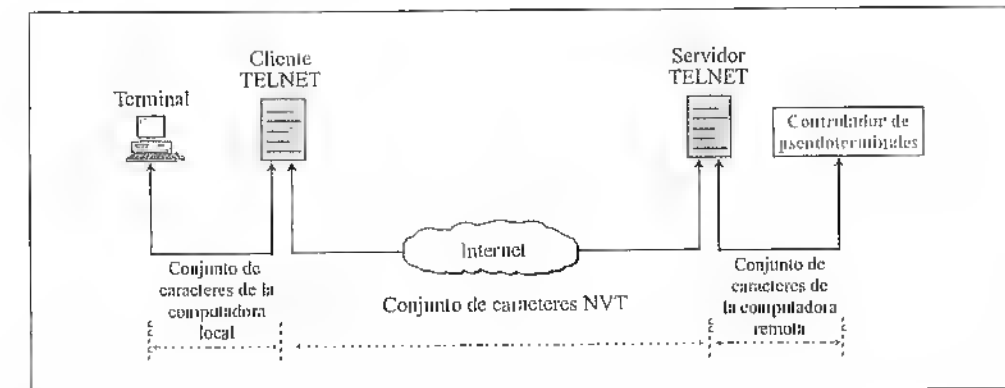 Cliente
TELNET
Servidor
TELNET
Terminal
Controlador de
pseudoterminales
Internet
Conjunto de
caracteres de la
computadora
local
Conjunto de caracteres NVT
Conjunto de
caracteres de
la computadora
remota